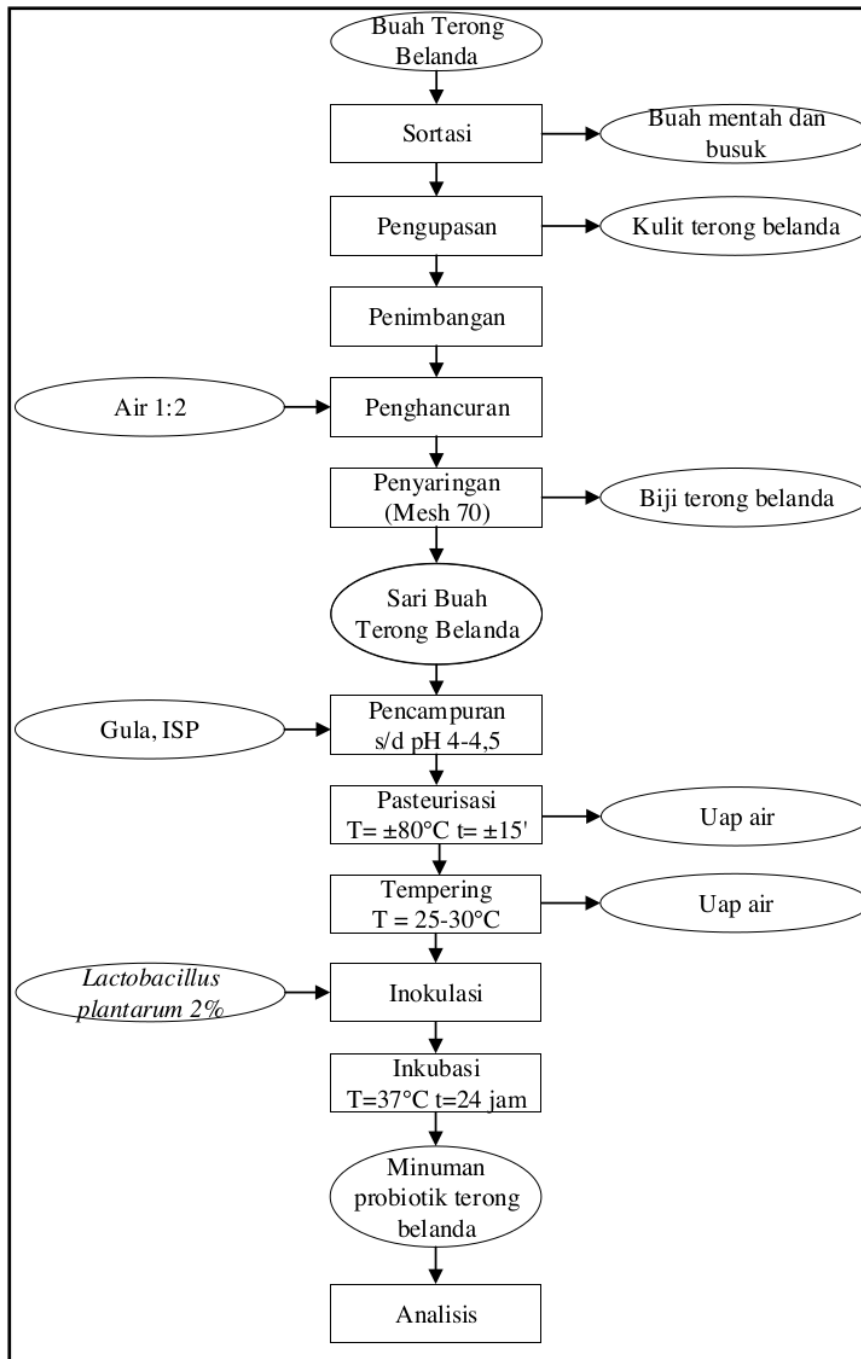 Buah Terong
Belanda
Sortasi
Buah mentah dan
busuk
Pengupasan
Kulit terong belanda
Penimbangan
Air 1:2
Penghancuran
Penyaringan
(Mesh 70)
Biji terong belanda
Sari Buah
Terong Belanda
Gula, ISP
Pencampuran
s/d pH 4-4,5
Pasteurisasi
T= ±80°C t= ±15'
Uap air
Tempering
T = 25-30°C
Uap air
Lactobacillus
plantarum 2%
Inokulasi
Inkubasi
T=37°C t=24 jam
Minuman
probiotik terong
belanda
Analisis